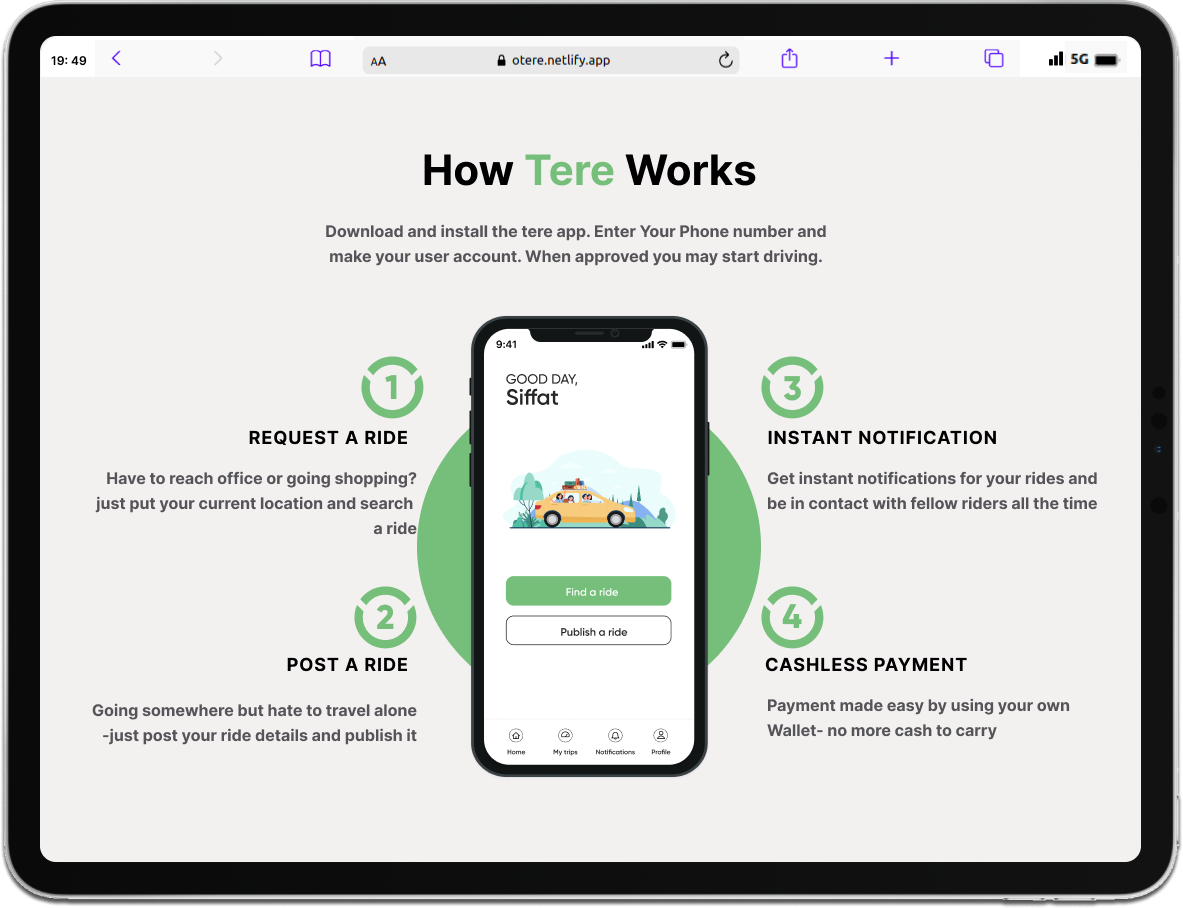 19: 49
AA
otere.netlify.app
5G
How Tere Works
Download and install the tere app. Enter Your Phone number and
make your user account. When approved you may start driving.
1
REQUEST A RIDE
Have to reach office or going shopping?
just put your current location and search
a ride
2
POST A RIDE
Going somewhere but hate to travel alone
-just post your ride details and publish it
9:41
GOOD DAY,
Siffat
Find a ride
Publish a ride
Home My trips Notifications Profile
3
INSTANT NOTIFICATION
Get instant notifications for your rides and
be in contact with fellow riders all the time
4
CASHLESS PAYMENT
Payment made easy by using your own
Wallet- no more cash to carry